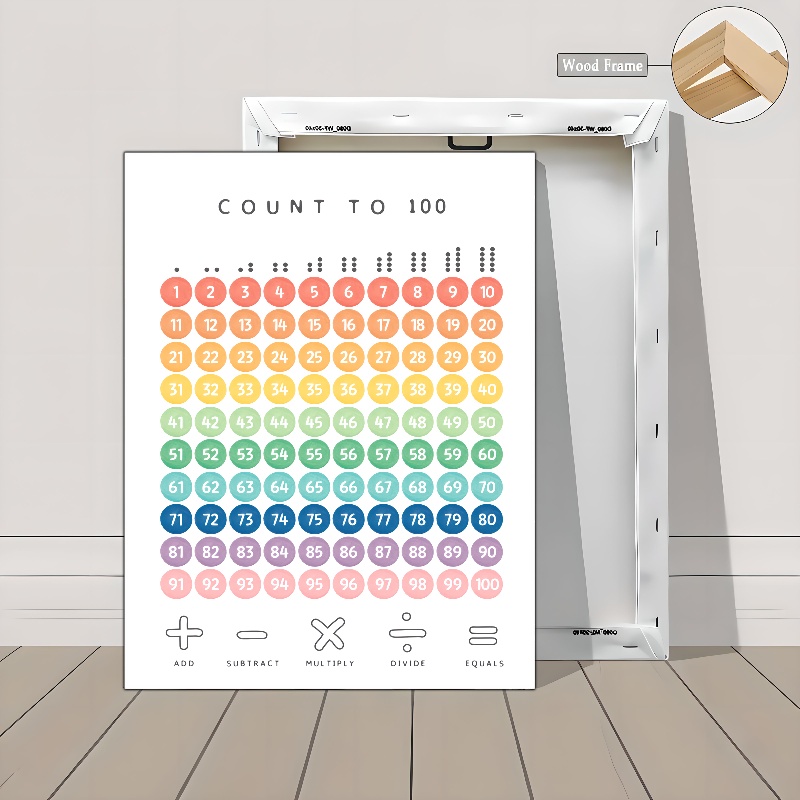 Wood Frame
COUNT TO 100
1 2 3 4 5 6 7 8 9 10
11 12 13 14 15 16 17 18 19 20
21 22 23 24 25 26 27 28 29 30
31 32 33 34 35 36 37 38 39 40
41 42 43 44 45 46 47 48 49 50
51 52 53 54 55 56 57 58 59 60
61 62 63 64 65 66 67 68 69 70
71 72 73 74 75 76 77 78 79 80
81 82 83 84 85 86 87 88 89 90
91 92 93 94 95 96 97 98 99 100
+ − × ÷ =
ADD SUBTRACT MULTIPLY DIVIDE EQUALS